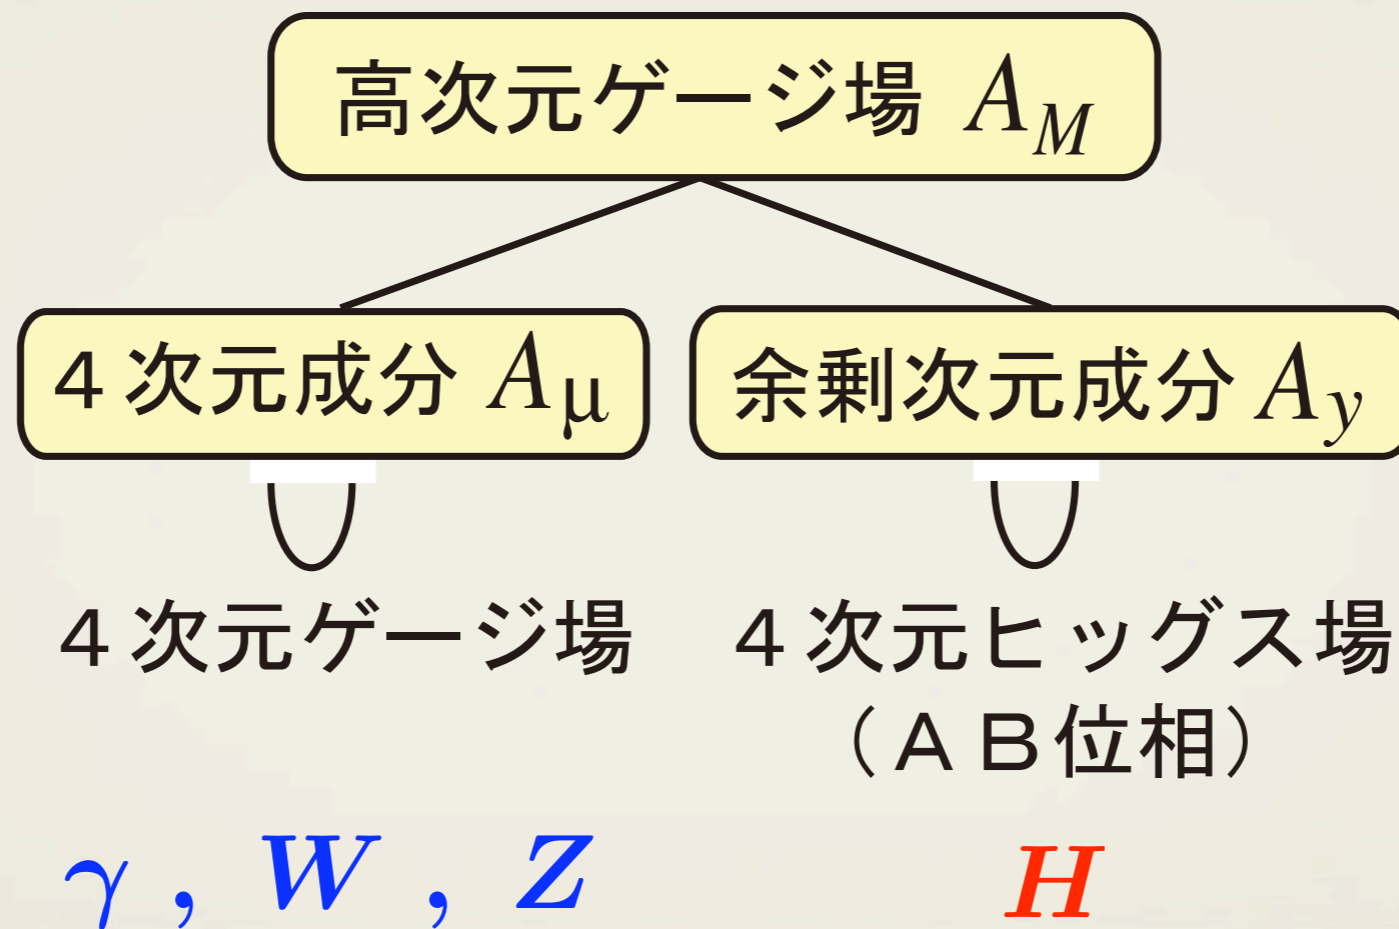 高次元ゲージ場 A_M
４次元成分 A_μ
余剰次元成分 A_y
４次元ゲージ場
４次元ヒッグス場
（ＡＢ位相）
γ , W , Z
H